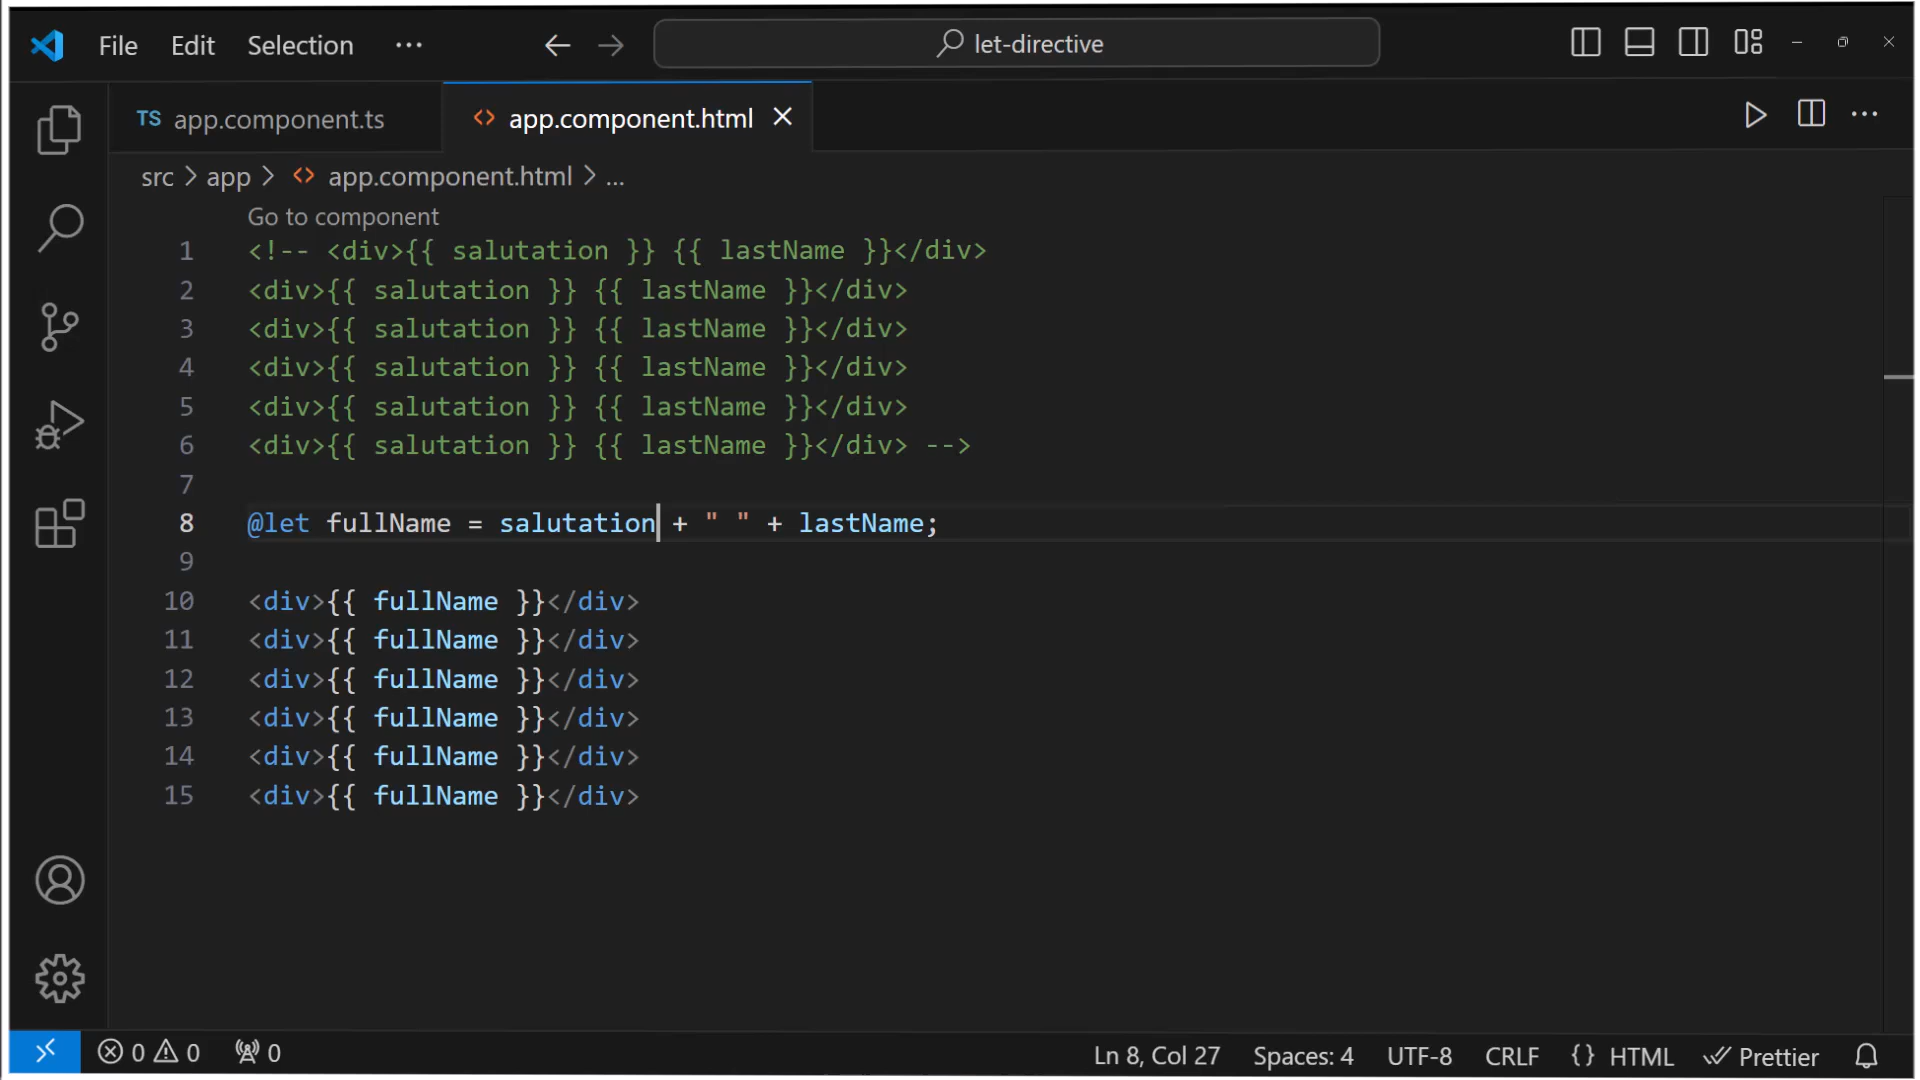 File Edit Selection ··· let-directive
TS app.component.ts <> app.component.html
src > app > <> app.component.html > ...
Go to component
1 <!-- <div>{{ salutation }} {{ lastName }}</div>
2 <div>{{ salutation }} {{ lastName }}</div>
3 <div>{{ salutation }} {{ lastName }}</div>
4 <div>{{ salutation }} {{ lastName }}</div>
5 <div>{{ salutation }} {{ lastName }}</div>
6 <div>{{ salutation }} {{ lastName }}</div> -->
7
8 @let fullName = salutation + " " + lastName;
9
10 <div>{{ fullName }}</div>
11 <div>{{ fullName }}</div>
12 <div>{{ fullName }}</div>
13 <div>{{ fullName }}</div>
14 <div>{{ fullName }}</div>
15 <div>{{ fullName }}</div>
0 0 0 Ln 8, Col 27 Spaces: 4 UTF-8 CRLF {} HTML Prettier